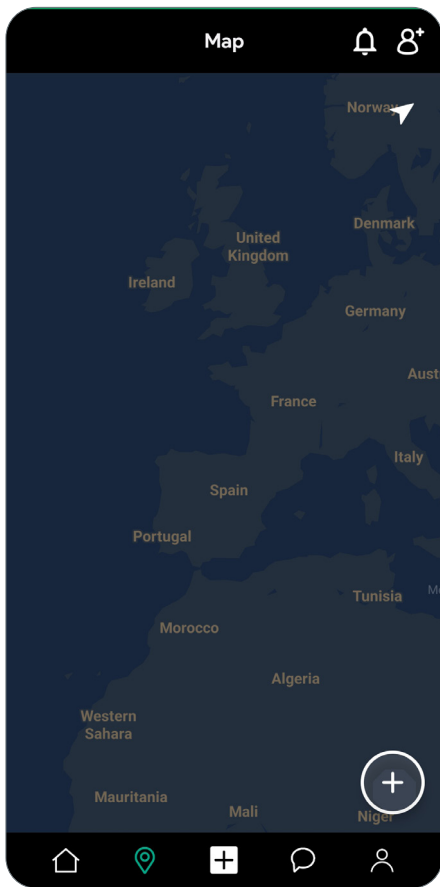 Map
Norway
Denmark
United
Kingdom
Ireland
Germany
France
Italy
Spain
Portugal
Tunisia
Morocco
Algeria
Western
Sahara
Mauritania
Mali
Niger